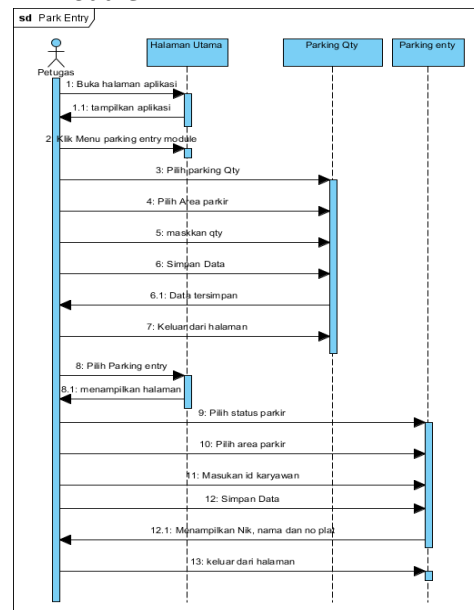 sd Park Entry
Petugas
Halaman Utama
Parking Qty
Parking enty
1: Buka halaman aplikasi
1.1: tampilkan aplikasi
2: Klik Menu parking entry module
3: Pilih parking Qty
4: Pilih Area parkir
5: maskkan qty
6: Simpan Data
6.1: Data tersimpan
7: Keluar dari halaman
8: Pilih Parking entry
8.1: menampilkan halaman
9: Pilih status parkir
10: Pilih area parkir
11: Masukan id karyawan
12: Simpan Data
12.1: Menampilkan Nik, nama dan no plat
13: keluar dari halaman